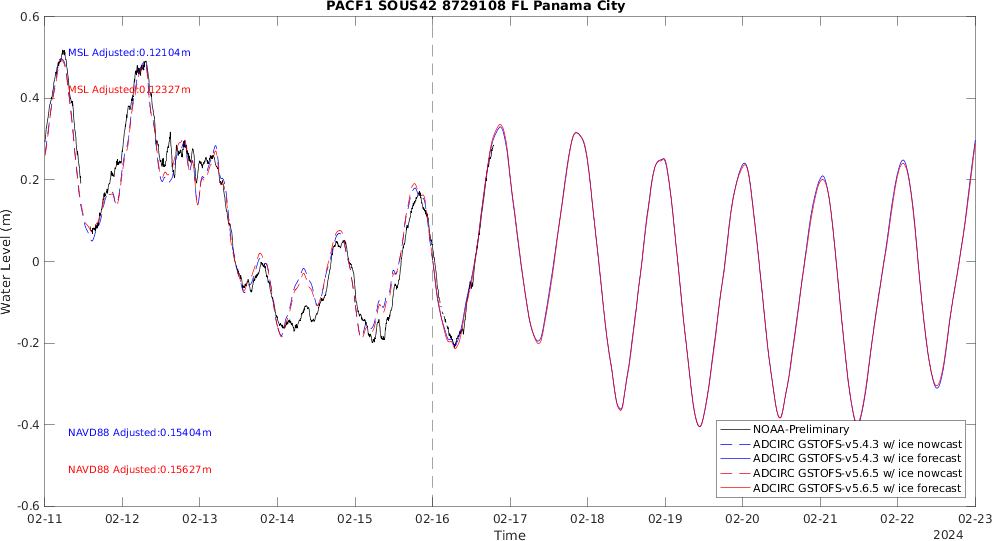 PACF1 SOUS42 8729108 FL Panama City
MSL Adjusted:0.12104m
MSL Adjusted:0.12327m
NAVD88 Adjusted:0.15404m
NAVD88 Adjusted:0.15627m
Water Level (m)
0.6
0.4
0.2
0
-0.2
-0.4
-0.6
NOAA-Preliminary
ADCIRC GSTOFS-v5.4.3 w/ ice nowcast
ADCIRC GSTOFS-v5.4.3 w/ ice forecast
ADCIRC GSTOFS-v5.6.5 w/ ice nowcast
ADCIRC GSTOFS-v5.6.5 w/ ice forecast
02-11 02-12 02-13 02-14 02-15 02-16 02-17 02-18 02-19 02-20 02-21 02-22 02-23
Time
2024